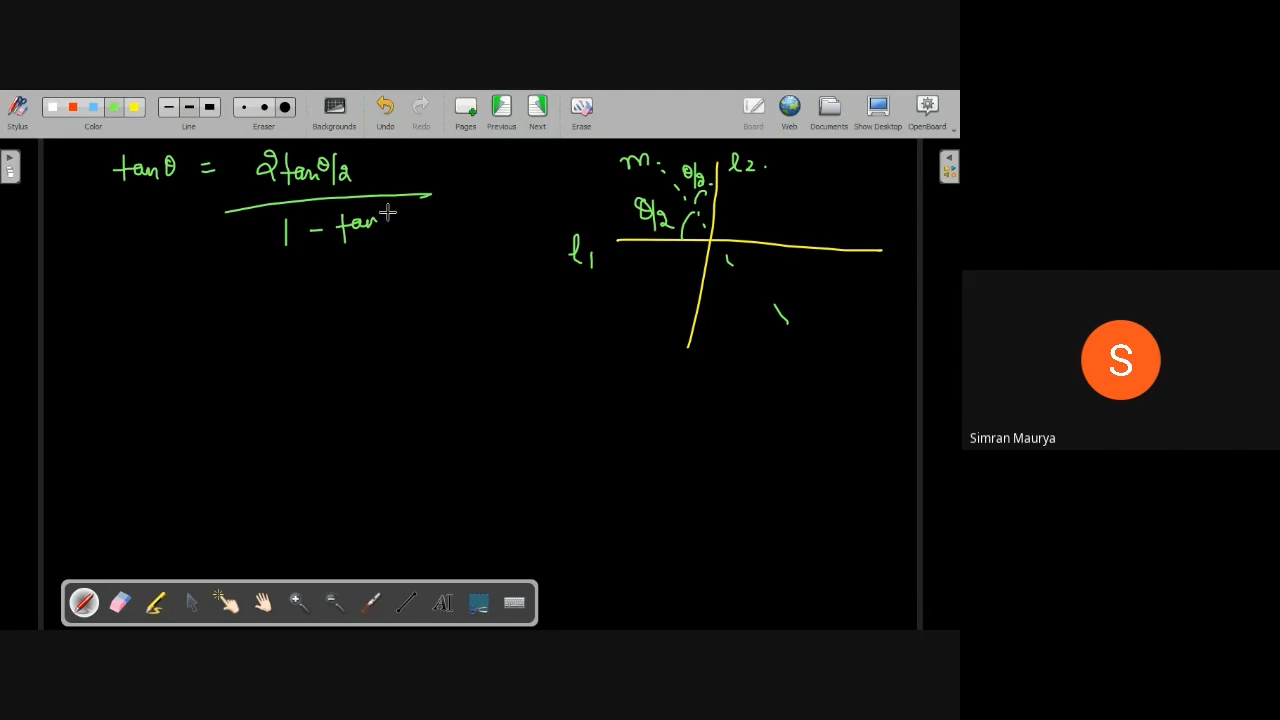 Stylus Color Line Eraser Backgrounds Undo Redo Pages Previous Next Erase Board Web Documents Show Desktop OpenBoard
tanθ = 2tanθ/2
1 - tan
m θ/2 l2
θ/2
l1
AI
S
Simran Maurya